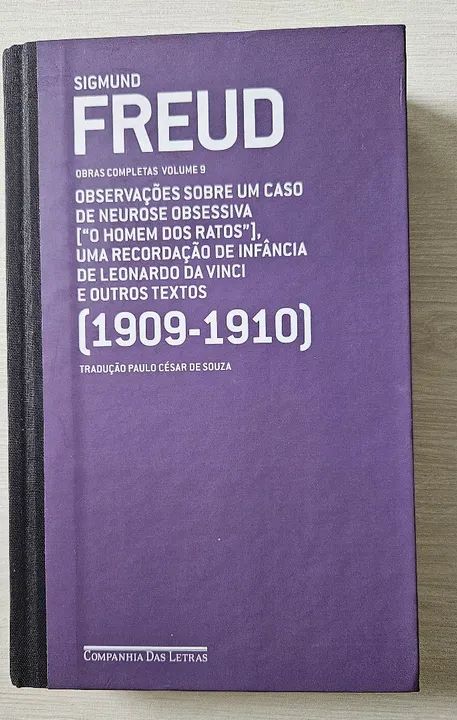 SIGMUND
FREUD
OBRAS COMPLETAS VOLUME 9
OBSERVAÇÕES SOBRE UM CASO
DE NEUROSE OBSESSIVA
["O HOMEM DOS RATOS"],
UMA RECORDAÇÃO DE INFÂNCIA
DE LEONARDO DA VINCI
E OUTROS TEXTOS
(1909-1910)
TRADUÇÃO PAULO CÉSAR DE SOUZA
COMPANHIA DAS LETRAS